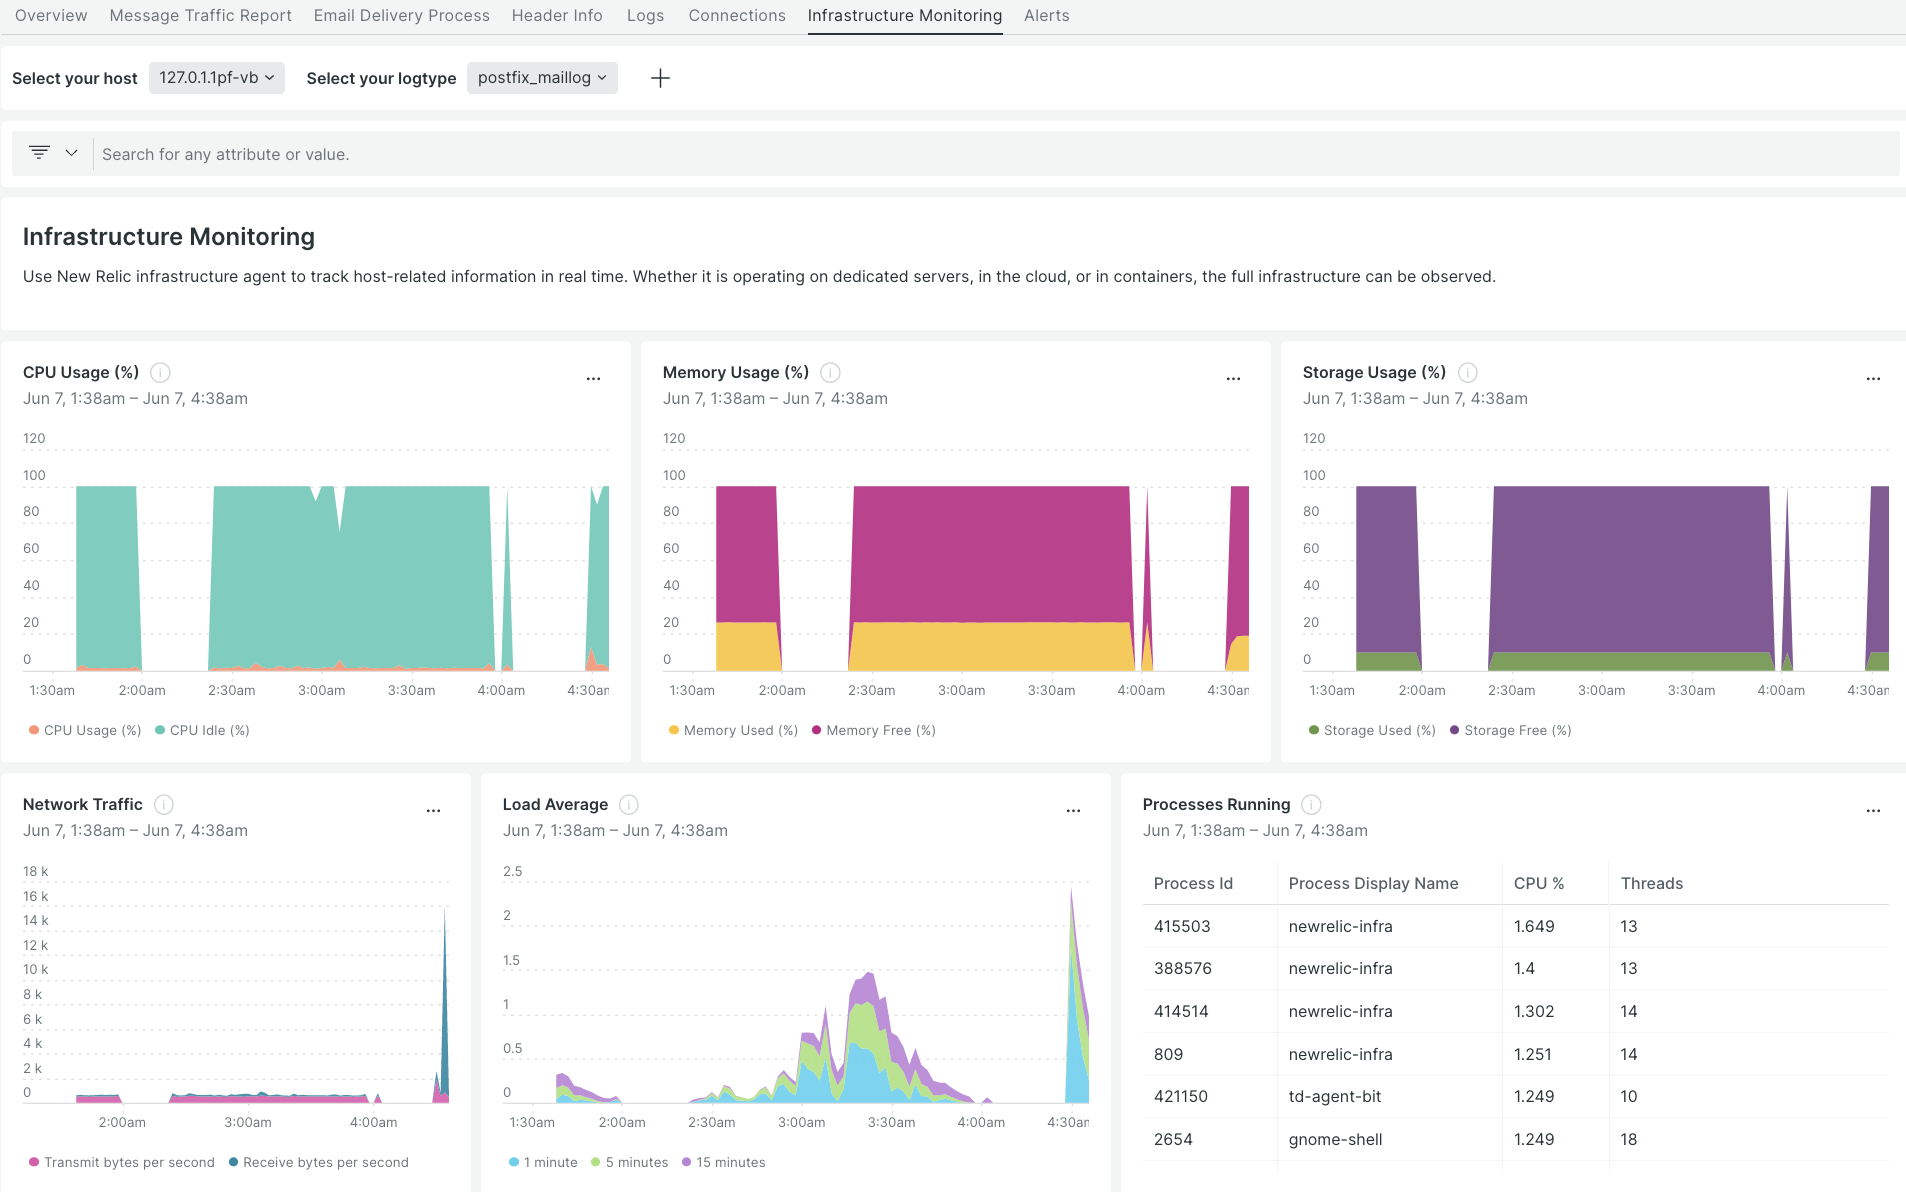 Overview Message Traffic Report Email Delivery Process Header Info Logs Connections Infrastructure Monitoring Alerts
Select your host 127.0.1.1pf-vb Select your logtype postfix_maillog
Search for any attribute or value.
Infrastructure Monitoring
Use New Relic infrastructure agent to track host-related information in real time. Whether it is operating on dedicated servers, in the cloud, or in containers, the full infrastructure can be observed.
CPU Usage (%)
Jun 7, 1:38am – Jun 7, 4:38am
120
100
80
60
40
20
0
1:30am 2:00am 2:30am 3:00am 3:30am 4:00am 4:30am
CPU Usage (%) CPU Idle (%)
Memory Usage (%)
Jun 7, 1:38am – Jun 7, 4:38am
120
100
80
60
40
20
0
1:30am 2:00am 2:30am 3:00am 3:30am 4:00am 4:30am
Memory Used (%) Memory Free (%)
Storage Usage (%)
Jun 7, 1:38am – Jun 7, 4:38am
120
100
80
60
40
20
0
1:30am 2:00am 2:30am 3:00am 3:30am 4:00am 4:30am
Storage Used (%) Storage Free (%)
Network Traffic
Jun 7, 1:38am – Jun 7, 4:38am
18 k
16 k
14 k
12 k
10 k
8 k
6 k
4 k
2 k
0
2:00am 3:00am 4:00am
Transmit bytes per second Receive bytes per second
Load Average
Jun 7, 1:38am – Jun 7, 4:38am
2.5
2
1.5
1
0.5
0
1:30am 2:00am 2:30am 3:00am 3:30am 4:00am 4:30am
1 minute 5 minutes 15 minutes
Processes Running
Jun 7, 1:38am – Jun 7, 4:38am
Process Id Process Display Name CPU % Threads
415503 newrelic-infra 1.649 13
388576 newrelic-infra 1.4 13
414514 newrelic-infra 1.302 14
809 newrelic-infra 1.251 14
421150 td-agent-bit 1.249 10
2654 gnome-shell 1.249 18